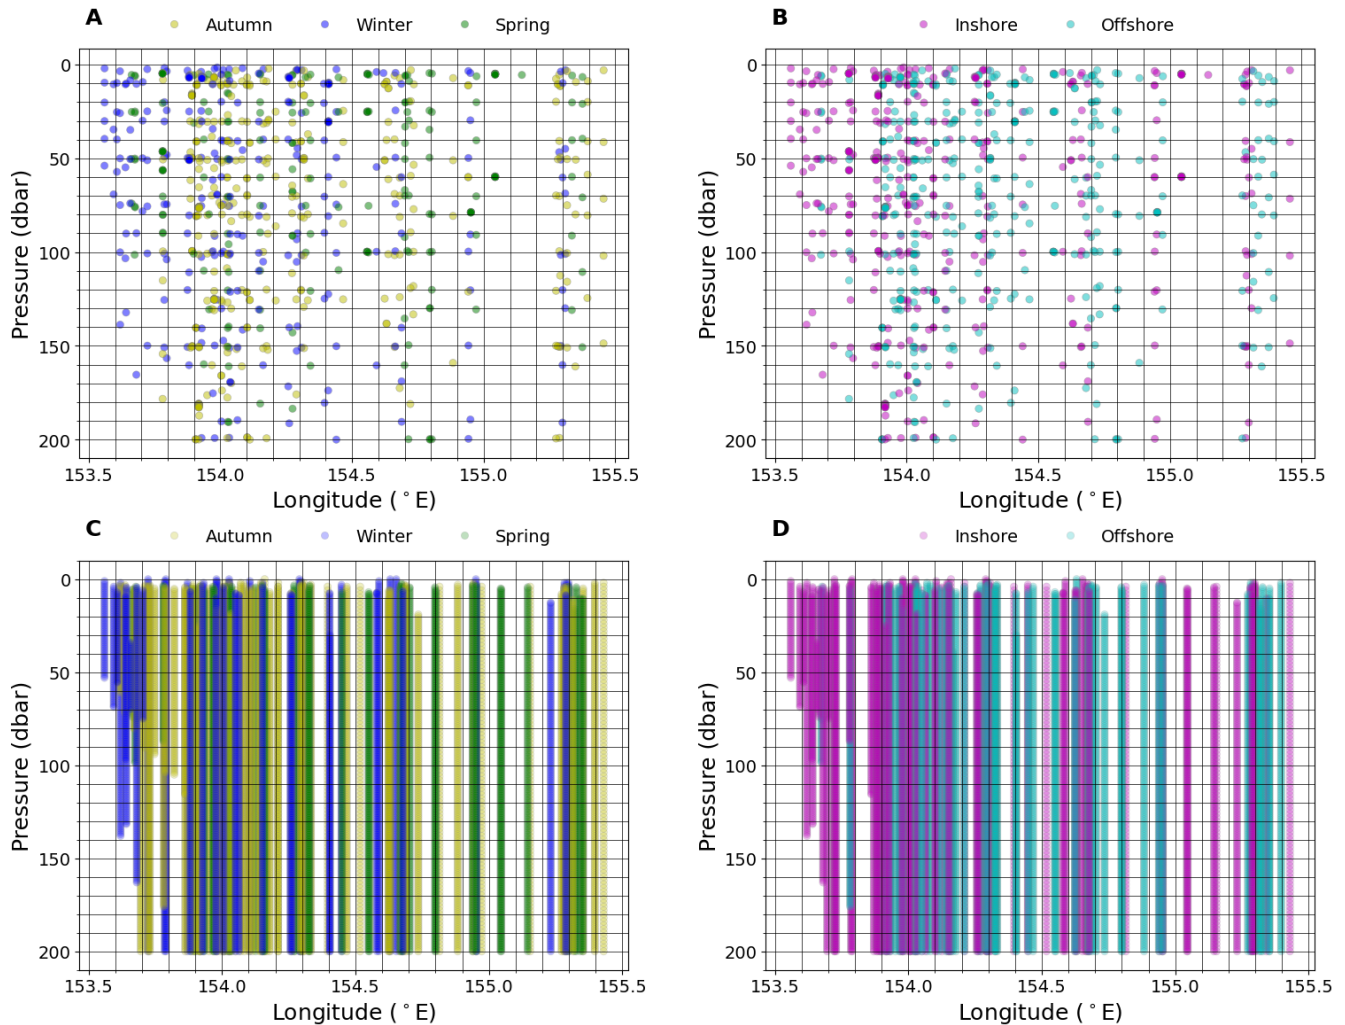 A Autumn Winter Spring
B Inshore Offshore
0
50
100
150
200
Pressure (dbar)
153.5 154.0 154.5 155.0 155.5
Longitude (°E)
0
50
100
150
200
Pressure (dbar)
153.5 154.0 154.5 155.0 155.5
Longitude (°E)
C Autumn Winter Spring
D Inshore Offshore
0
50
100
150
200
Pressure (dbar)
153.5 154.0 154.5 155.0 155.5
Longitude (°E)
0
50
100
150
200
Pressure (dbar)
153.5 154.0 154.5 155.0 155.5
Longitude (°E)